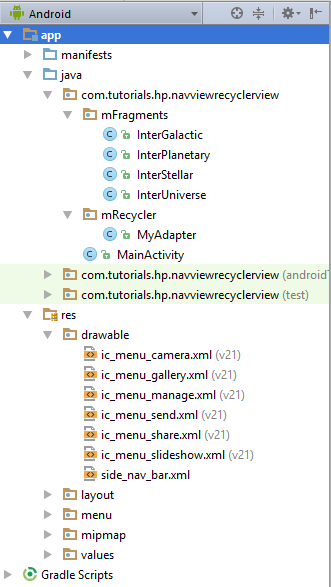 Android
app
manifests
java
com.tutorials.hp.navviewrecyclerview
mFragments
InterGalactic
InterPlanetary
InterStellar
InterUniverse
mRecycler
MyAdapter
MainActivity
com.tutorials.hp.navviewrecyclerview (androidT
com.tutorials.hp.navviewrecyclerview (test)
res
drawable
ic_menu_camera.xml (v21)
ic_menu_gallery.xml (v21)
ic_menu_manage.xml (v21)
ic_menu_send.xml (v21)
ic_menu_share.xml (v21)
ic_menu_slideshow.xml (v21)
side_nav_bar.xml
layout
menu
mipmap
values
Gradle Scripts